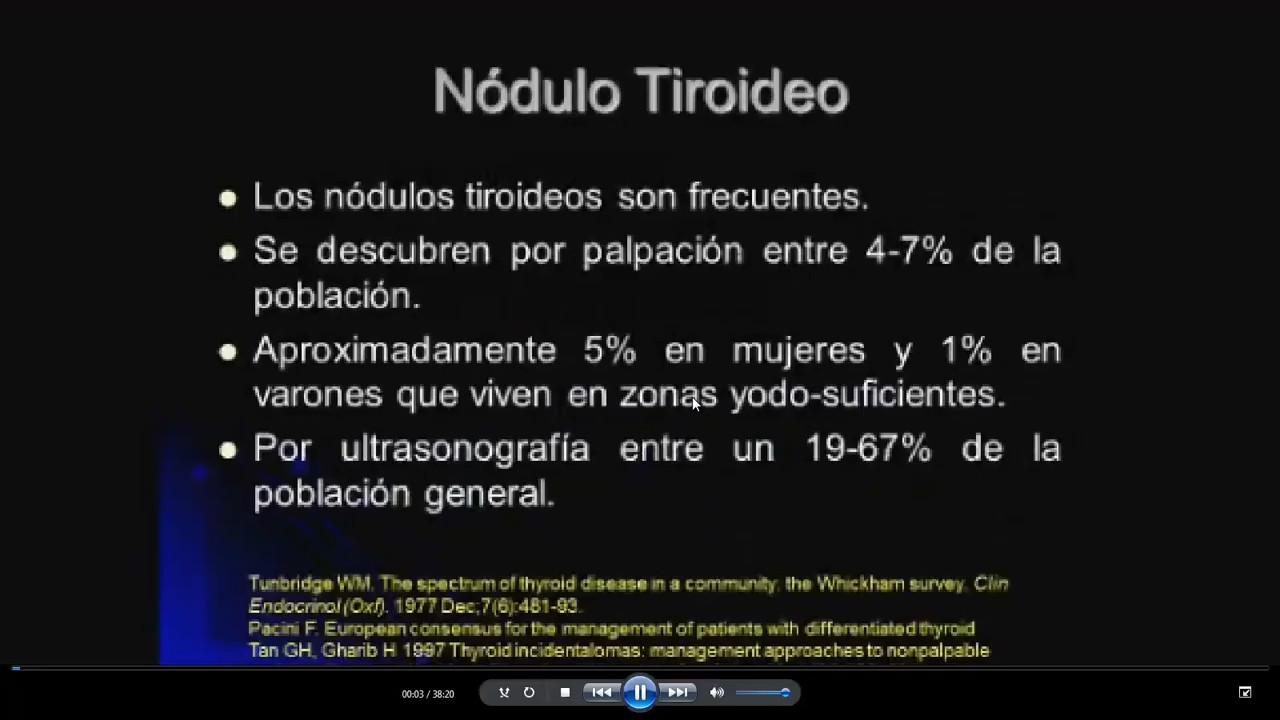 Nódulo Tiroideo
Los nódulos tiroideos son frecuentes.
Se descubren por palpación entre 4-7% de la
población.
Aproximadamente 5% en mujeres y 1% en
varones que viven en zonas yodo-suficientes.
Por ultrasonografía entre un 19-67% de la
población general.
Tunbridge WM. The spectrum of thyroid disease in a community: the Whickham survey. Clin
Endocrinol (Oxf). 1977 Dec;7(6):481-93.
Pacini F. European consensus for the management of patients with differentiated thyroid
Tan GH, Gharib H 1997 Thyroid incidentalomas: management approaches to nonpalpable
00:03 / 38:20